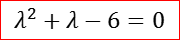 λ² + λ − 6 = 0